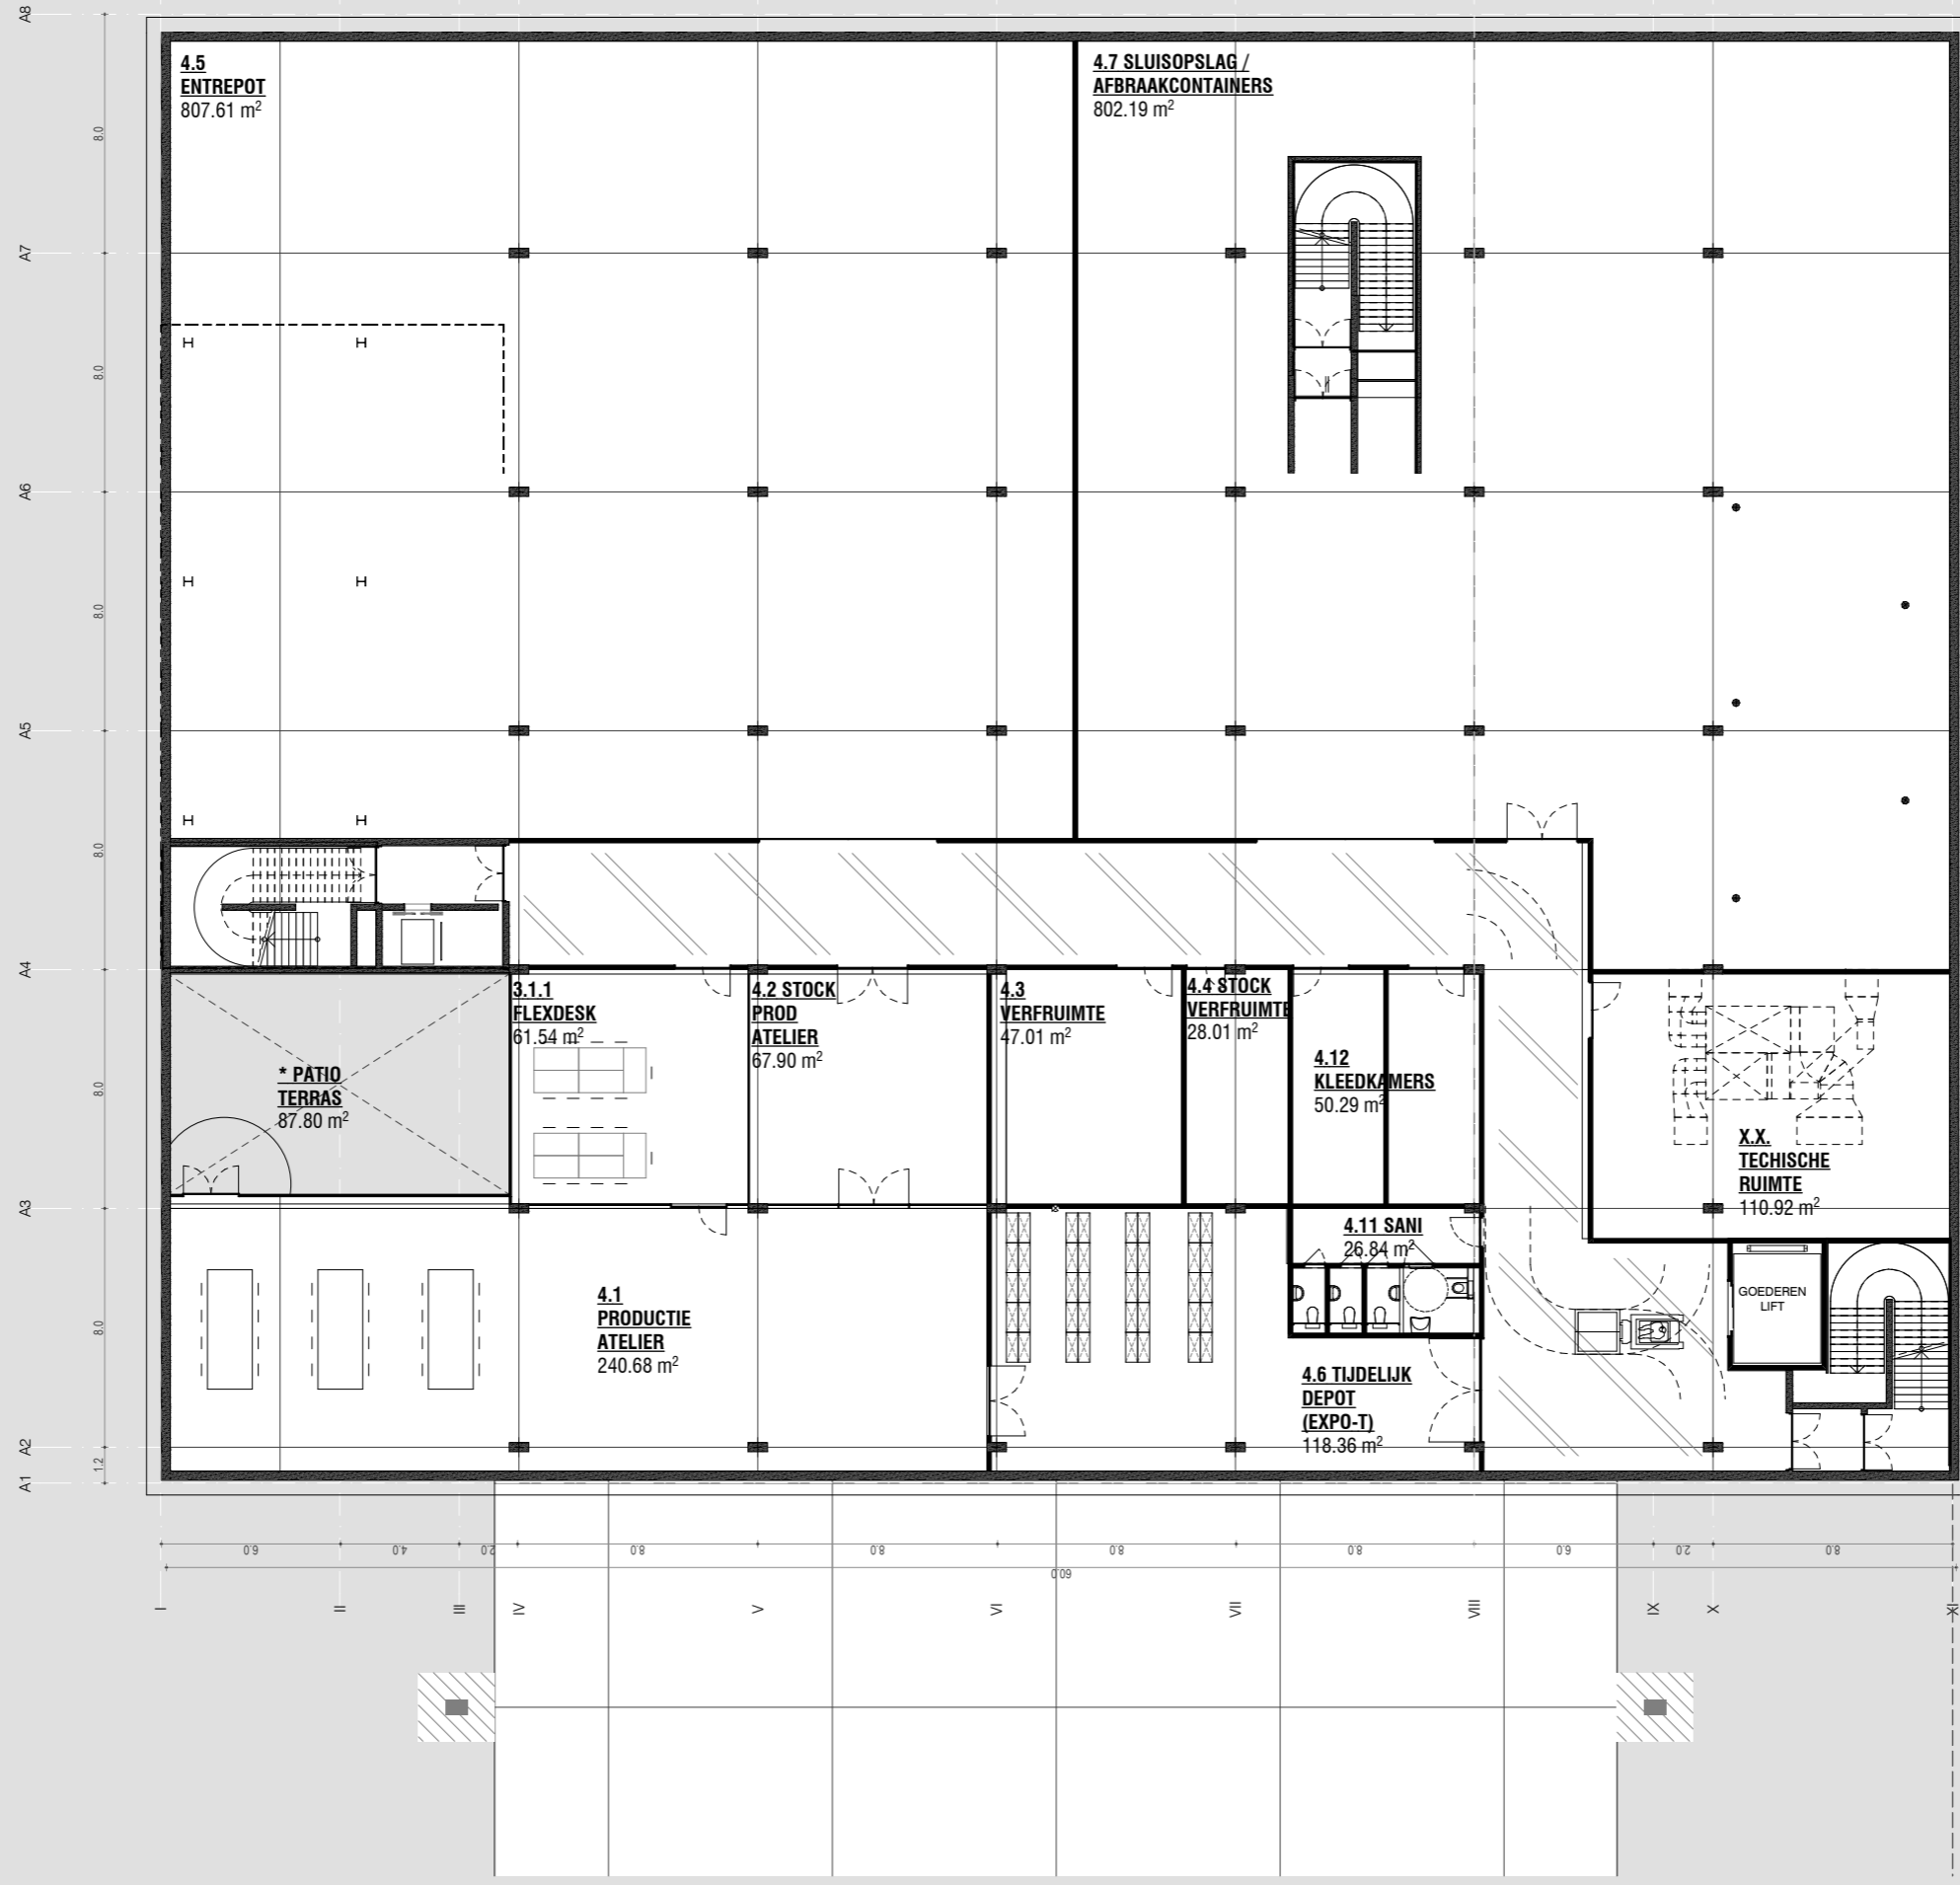 A8
A7
A6
A5
A4
A3
A2
A1
8.0
8.0
8.0
8.0
8.0
8.0
1.2
4.5
ENTREPOT
807.61 m²
4.7 SLUISOPSLAG /
AFBRAAKCONTAINERS
802.19 m²
H
H
H
H
H
H
3.1.1
FLEXDESK
61.54 m²
4.2 STOCK
PROD
ATELIER
67.90 m²
4.3
VERFRUIMTE
47.01 m²
4.4 STOCK
VERFRUIMTE
28.01 m²
4.12
KLEEDKAMERS
50.29 m²
* PATIO
TERRAS
87.80 m²
X.X.
TECHISCHE
RUIMTE
110.92 m²
4.11 SANI
26.84 m²
4.1
PRODUCTIE
ATELIER
240.68 m²
4.6 TIJDELIJK
DEPOT
(EXPO-T)
118.36 m²
GOEDEREN
LIFT
6.0
4.0
2.0
8.0
8.0
8.0
8.0
6.0
2.0
8.0
60.0
I
II
III
IV
V
VI
VII
VIII
IX
X
XI